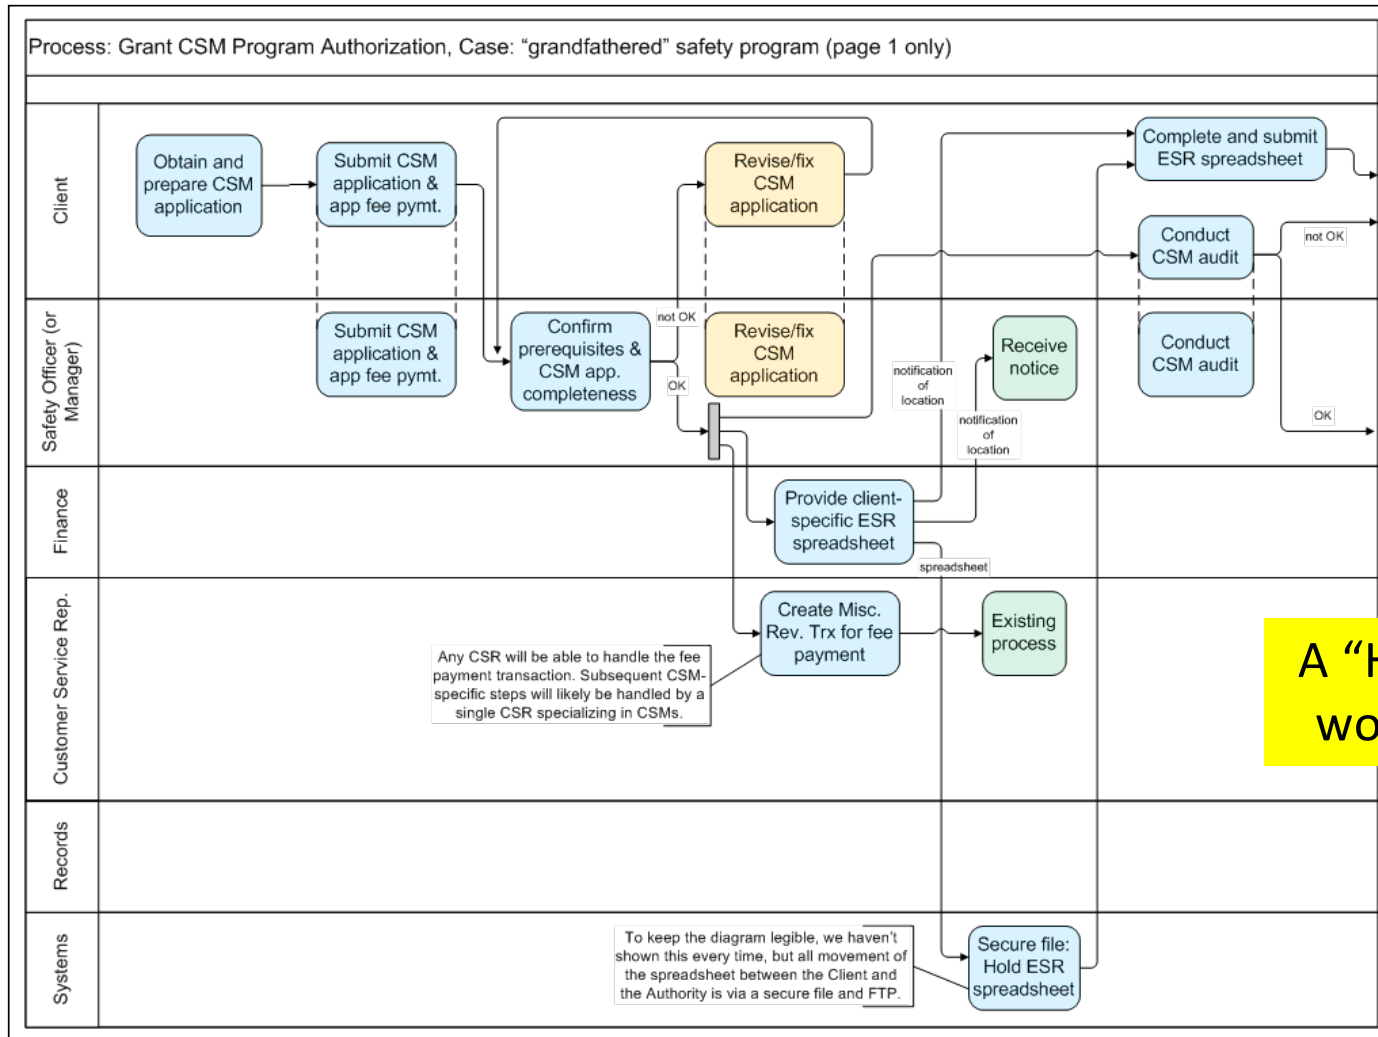 Process: Grant CSM Program Authorization, Case: “grandfathered” safety program (page 1 only)
Client
Obtain and
prepare CSM
application
Submit CSM
application &
app fee pymt.
Revise/fix
CSM
application
Complete and submit
ESR spreadsheet
Conduct
CSM audit
not OK
Safety Officer (or
Manager)
Submit CSM
application &
app fee pymt.
Confirm
prerequisites &
CSM app.
completeness
not OK
OK
Revise/fix
CSM
application
notification
of
location
Receive
notice
notification
of
location
Conduct
CSM audit
OK
Finance
Provide client-
specific ESR
spreadsheet
spreadsheet
Customer Service Rep.
Create Misc.
Rev. Trx for fee
payment
Existing
process
Any CSR will be able to handle the fee
payment transaction. Subsequent CSM-
specific steps will likely be handled by a
single CSR specializing in CSMs.
A “H
wo
Records
Systems
To keep the diagram legible, we haven’t
shown this every time, but all movement of
the spreadsheet between the Client and
the Authority is via a secure file and FTP.
Secure file:
Hold ESR
spreadsheet